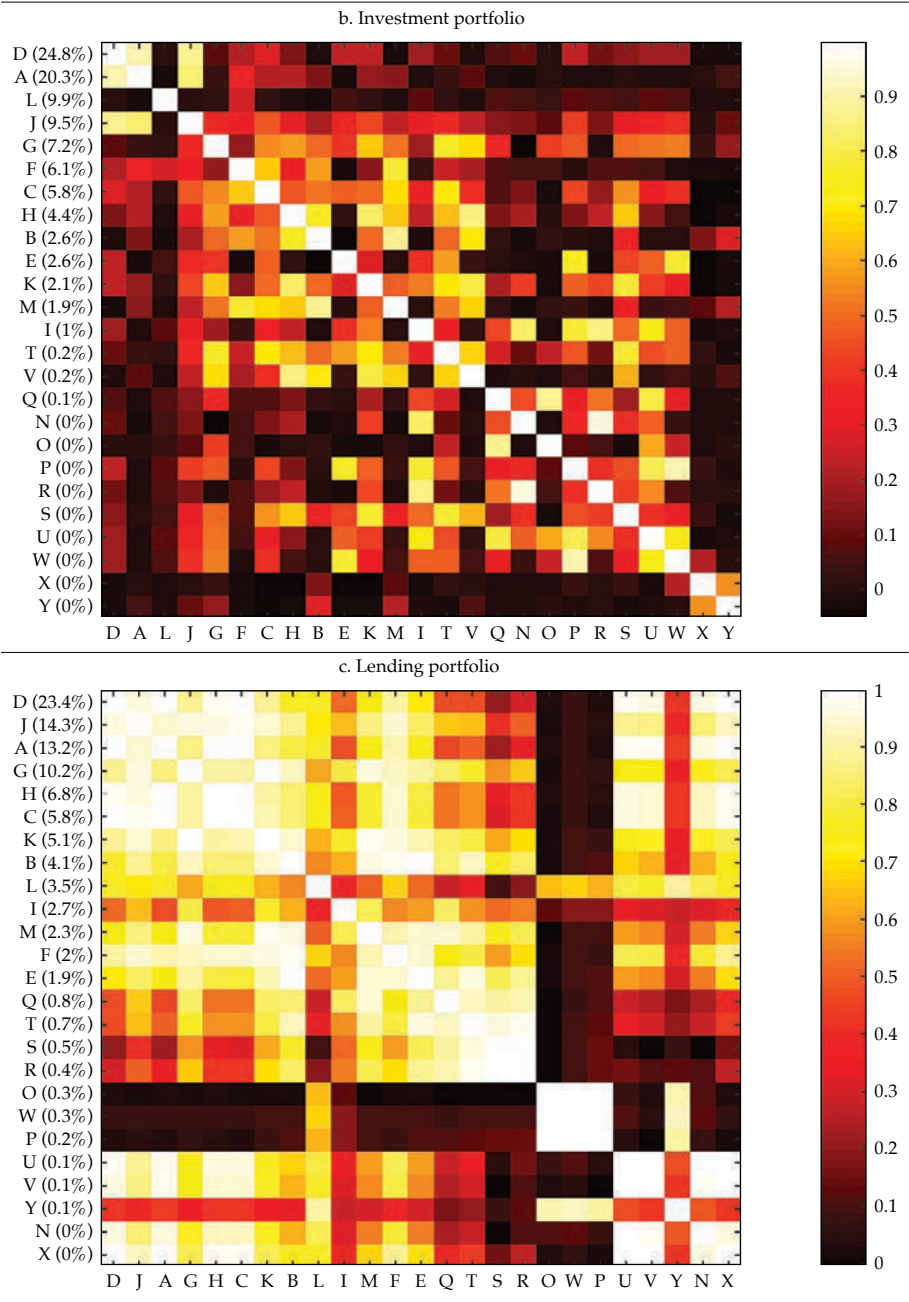 b. Investment portfolio
D (24.8%)
A (20.3%)
L (9.9%)
J (9.5%)
G (7.2%)
F (6.1%)
C (5.8%)
H (4.4%)
B (2.6%)
E (2.6%)
K (2.1%)
M (1.9%)
I (1%)
T (0.2%)
V (0.2%)
Q (0.1%)
N (0%)
O (0%)
P (0%)
R (0%)
S (0%)
U (0%)
W (0%)
X (0%)
Y (0%)
D A L J G F C H B E K M I T V Q N O P R S U W X Y
0.9
0.8
0.7
0.6
0.5
0.4
0.3
0.2
0.1
0
c. Lending portfolio
D (23.4%)
J (14.3%)
A (13.2%)
G (10.2%)
H (6.8%)
C (5.8%)
K (5.1%)
B (4.1%)
L (3.5%)
I (2.7%)
M (2.3%)
F (2%)
E (1.9%)
Q (0.8%)
T (0.7%)
S (0.5%)
R (0.4%)
O (0.3%)
W (0.3%)
P (0.2%)
U (0.1%)
V (0.1%)
Y (0.1%)
N (0%)
X (0%)
D J A G H C K B L I M F E Q T S R O W P U V Y N X
1
0.9
0.8
0.7
0.6
0.5
0.4
0.3
0.2
0.1
0